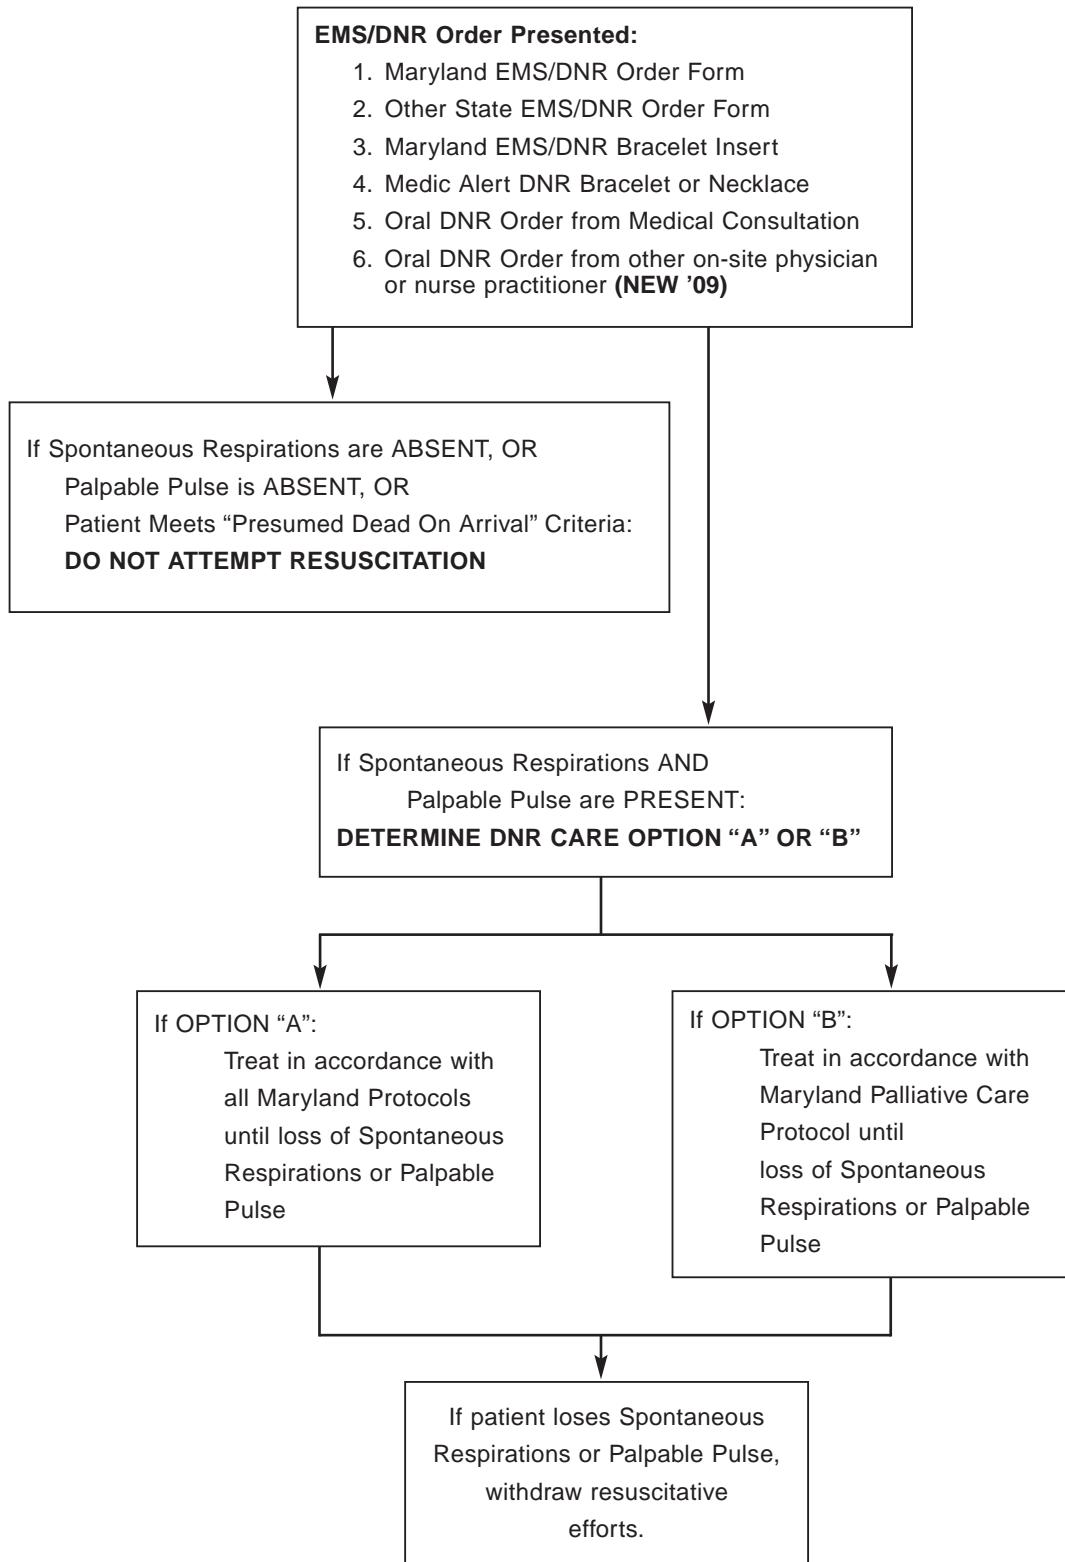 EMS/DNR Order Presented:
1. Maryland EMS/DNR Order Form
2. Other State EMS/DNR Order Form
3. Maryland EMS/DNR Bracelet Insert
4. Medic Alert DNR Bracelet or Necklace
5. Oral DNR Order from Medical Consultation
6. Oral DNR Order from other on-site physician
or nurse practitioner (NEW ’09)
If Spontaneous Respirations are ABSENT, OR
Palpable Pulse is ABSENT, OR
Patient Meets “Presumed Dead On Arrival” Criteria:
DO NOT ATTEMPT RESUSCITATION
If Spontaneous Respirations AND
Palpable Pulse are PRESENT:
DETERMINE DNR CARE OPTION “A” OR “B”
If OPTION “A”:
Treat in accordance with
all Maryland Protocols
until loss of Spontaneous
Respirations or Palpable
Pulse
If OPTION “B”:
Treat in accordance with
Maryland Palliative Care
Protocol until
loss of Spontaneous
Respirations or Palpable
Pulse
If patient loses Spontaneous
Respirations or Palpable Pulse,
withdraw resuscitative
efforts.